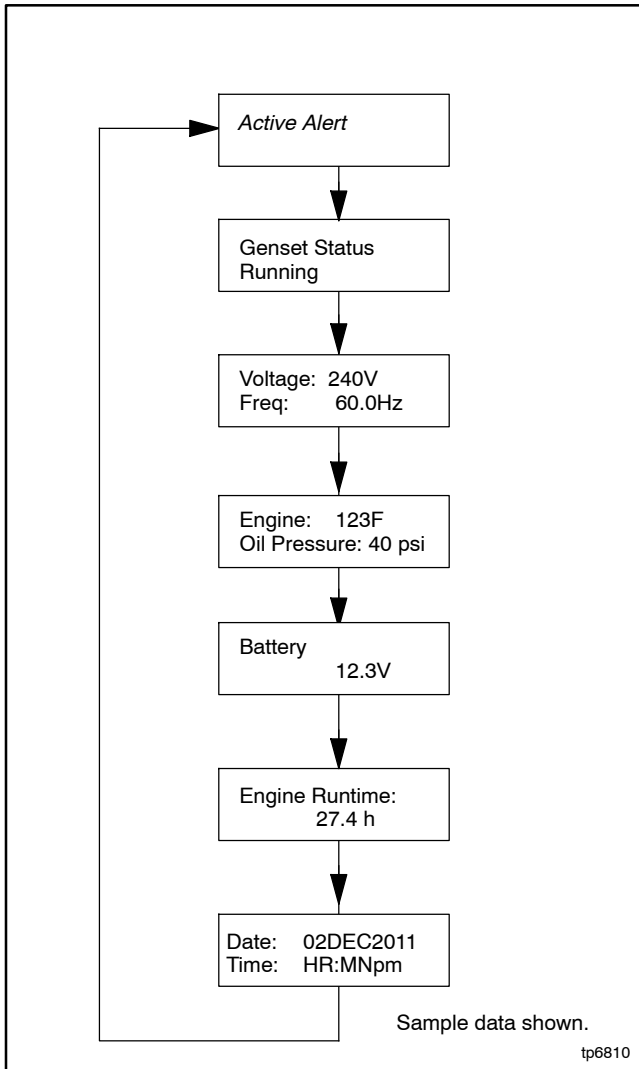 Active Alert
Genset Status
Running
Voltage: 240V
Freq: 60.0Hz
Engine: 123F
Oil Pressure: 40 psi
Battery
12.3V
Engine Runtime:
27.4 h
Date: 02DEC2011
Time: HR:MNpm
Sample data shown.
tp6810